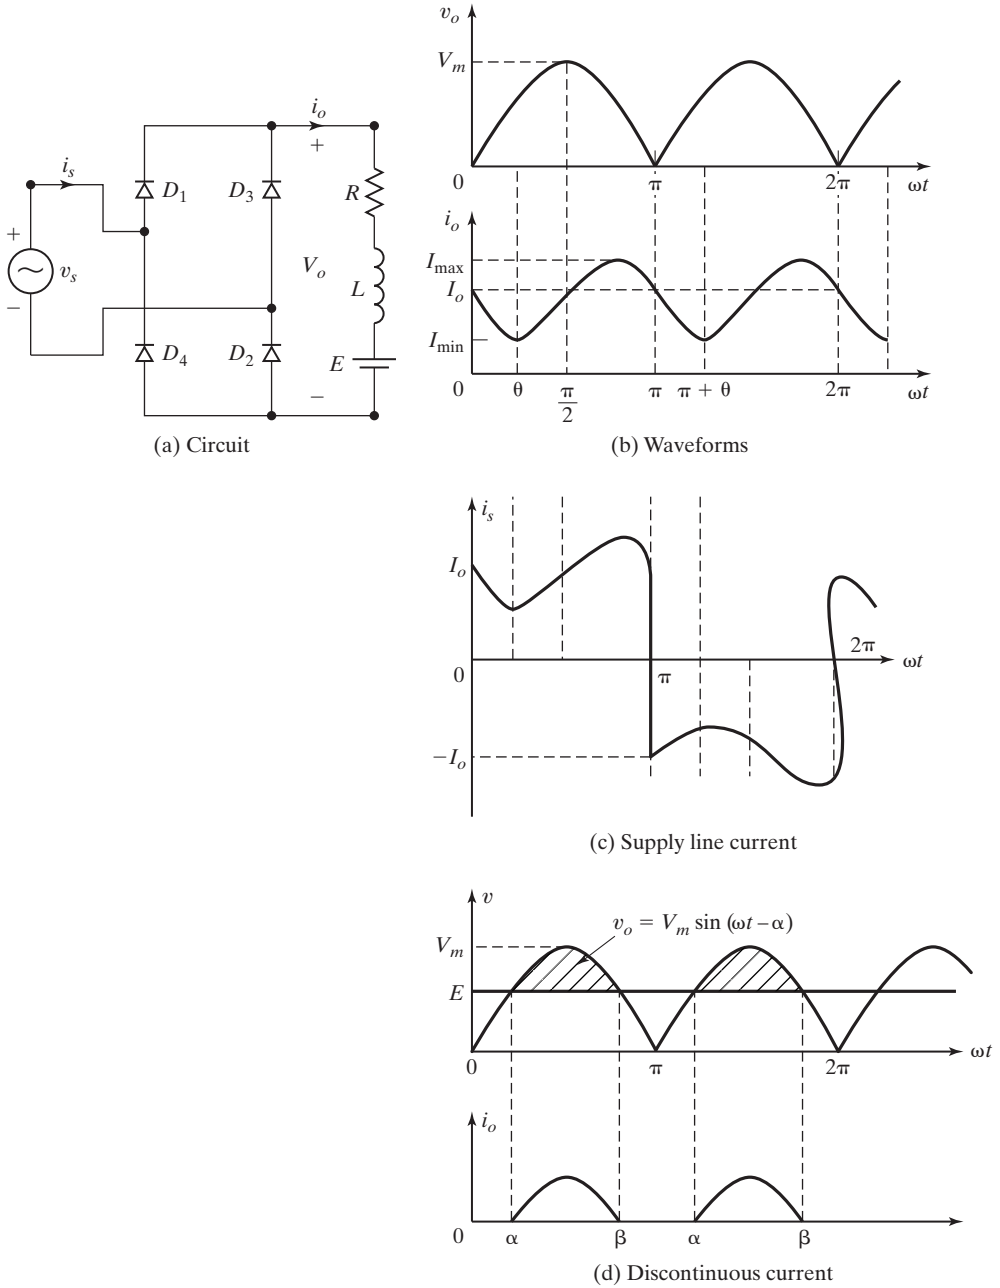 i_s
+
v_s
−
D_1
D_3
D_4
D_2
i_o
+
R
V_o
L
E
−
(a) Circuit
v_o
V_m
0
π
2π
ωt
i_o
I_max
I_o
I_min
0
θ
π/2
π
π + θ
2π
ωt
(b) Waveforms
i_s
I_o
0
π
2π
ωt
−I_o
(c) Supply line current
v
v_o = V_m sin (ωt − α)
V_m
E
0
π
2π
ωt
i_o
0
α
β
α
β
(d) Discontinuous current